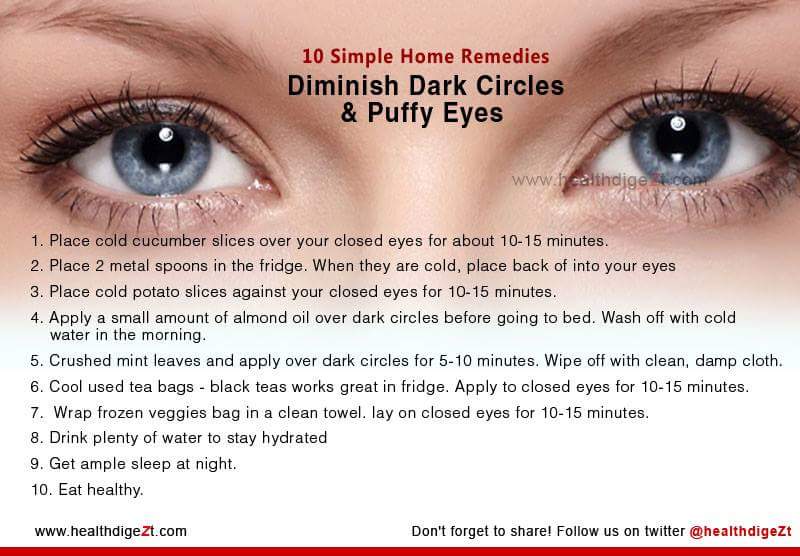 10 Simple Home Remedies
Diminish Dark Circles
& Puffy Eyes
www.healthdigeZt.com
1. Place cold cucumber slices over your closed eyes for about 10-15 minutes.
2. Place 2 metal spoons in the fridge. When they are cold, place back of into your eyes
3. Place cold potato slices against your closed eyes for 10-15 minutes.
4. Apply a small amount of almond oil over dark circles before going to bed. Wash off with cold
water in the morning.
5. Crushed mint leaves and apply over dark circles for 5-10 minutes. Wipe off with clean, damp cloth.
6. Cool used tea bags - black teas works great in fridge. Apply to closed eyes for 10-15 minutes.
7. Wrap frozen veggies bag in a clean towel. lay on closed eyes for 10-15 minutes.
8. Drink plenty of water to stay hydrated
9. Get ample sleep at night.
10. Eat healthy.
www.healthdigeZt.com
Don't forget to share! Follow us on twitter @healthdigeZt